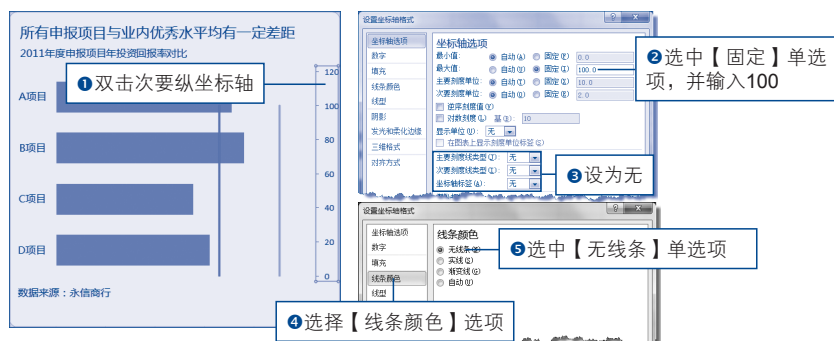 所有申报项目与业内优秀水平均有一定差距
2011年度申报项目年投资回报率对比
❶双击次要纵坐标轴
A项目
B项目
C项目
D项目
120
100
80
60
40
20
0
数据来源：永信商行
设置坐标轴格式
坐标轴选项
数字
填充
线条颜色
线型
阴影
发光和柔化边缘
三维格式
对齐方式
坐标轴选项
最小值： 自动(A) 固定(F) 0.0
最大值： 自动(U) 固定(I) 100.0
主要刻度单位： 自动(T) 固定(X) 10.0
次要刻度单位： 自动(O) 固定(E) 2.0
逆序刻度值(V)
对数刻度(L) 基(B)： 10
显示单位(U)： 无
在图表上显示刻度单位标签(S)
主要刻度线类型(J)： 无
次要刻度线类型(I)： 无
坐标轴标签(A)： 无
❷选中【固定】单选
项，并输入100
❸设为无
设置坐标轴格式
坐标轴选项
数字
填充
线条颜色
线型
线条颜色
无线条(N)
实线(S)
渐变线(G)
自动(U)
❺选中【无线条】单选项
❹选择【线条颜色】选项